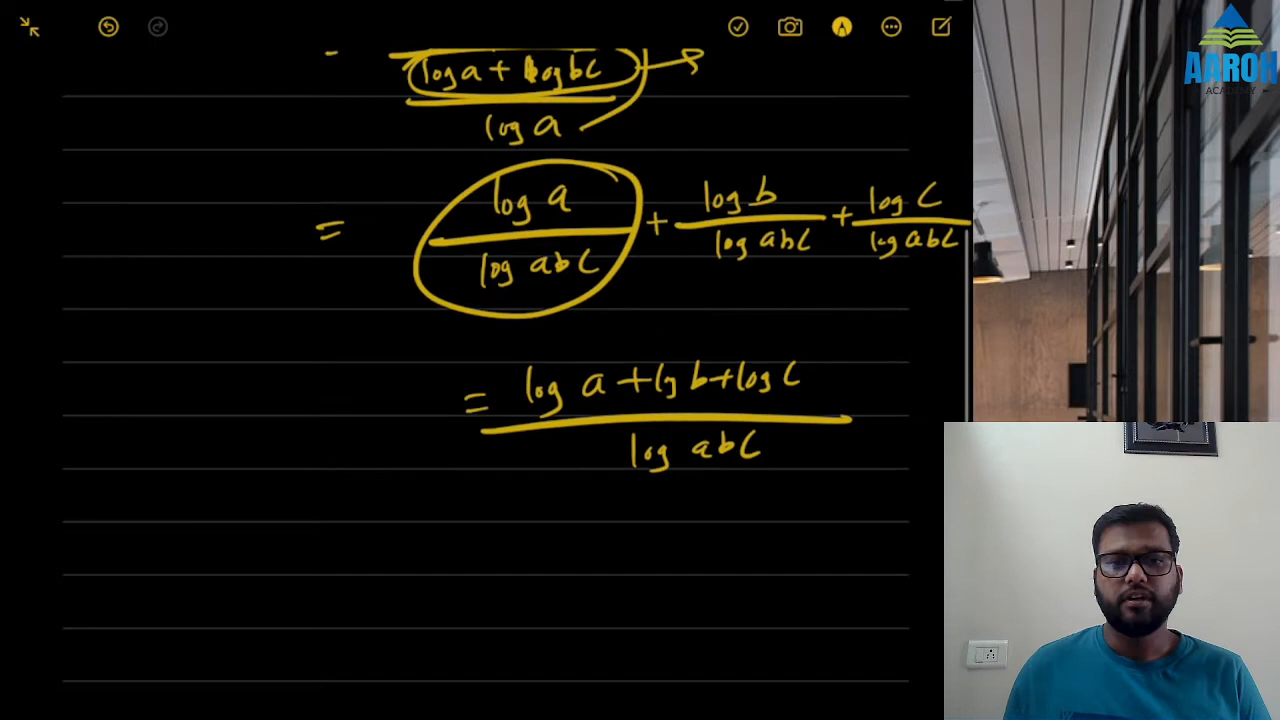 AAROH
ACADEMY
log a + log bc
log a
= log a / log abc + log b / log abc + log c / log abc
= log a + log b + log c / log abc